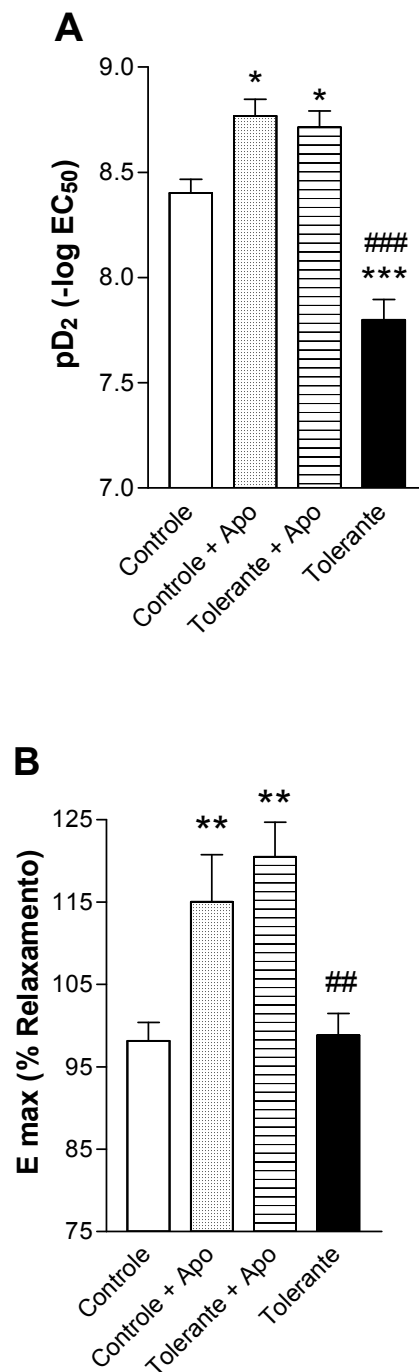 A
pD2 (-log EC50)
9.0
8.5
8.0
7.5
7.0
*
*
###
***
Controle
Controle + Apo
Tolerante + Apo
Tolerante
B
E max (% Relaxamento)
125
115
105
95
85
75
**
**
##
Controle
Controle + Apo
Tolerante + Apo
Tolerante